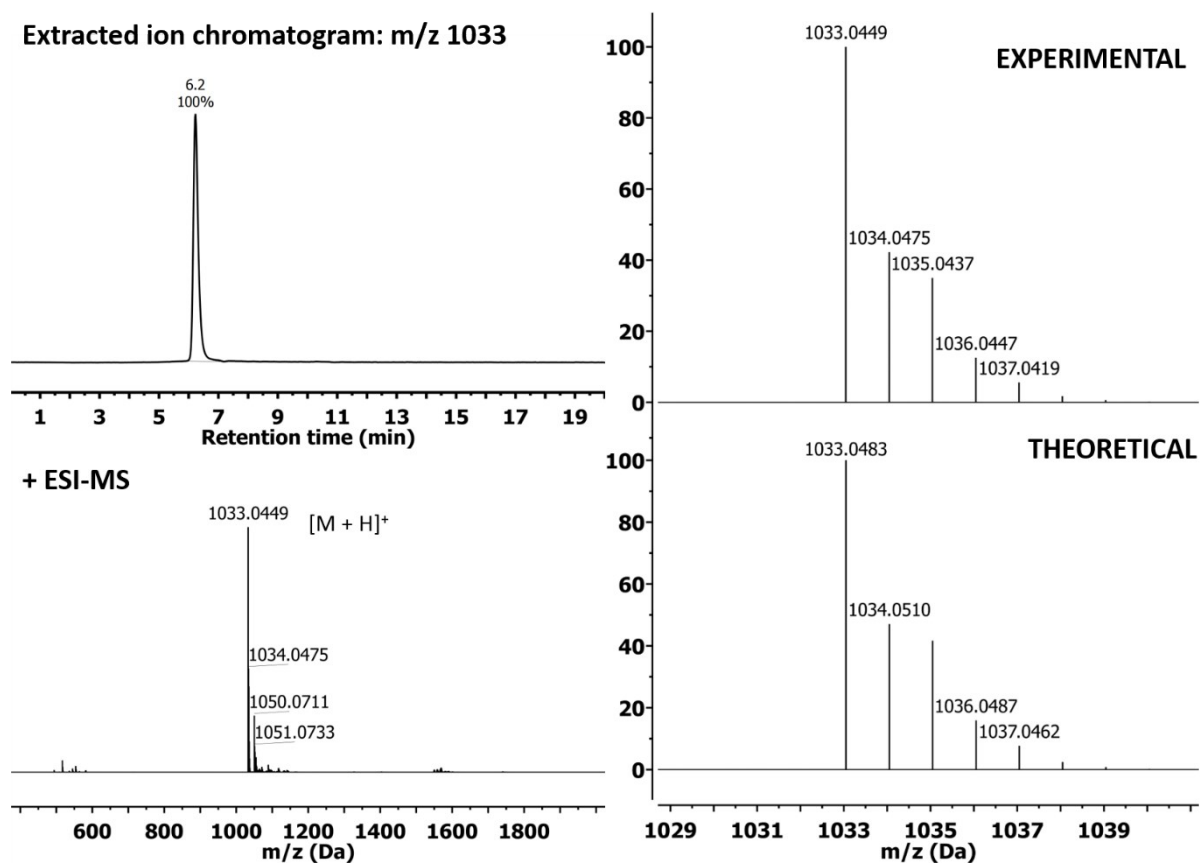 Extracted ion chromatogram: m/z 1033
6.2
100%
1 3 5 7 9 11 13 15 17 19
Retention time (min)
+ ESI-MS
1033.0449
[M + H]⁺
1034.0475
1050.0711
1051.0733
600 800 1000 1200 1400 1600 1800
m/z (Da)
EXPERIMENTAL
1033.0449
100
80
60
1034.0475
1035.0437
40
20
1036.0447
1037.0419
0
THEORETICAL
1033.0483
100
80
60
1034.0510
40
20
1036.0487
1037.0462
0
1029 1031 1033 1035 1037 1039
m/z (Da)